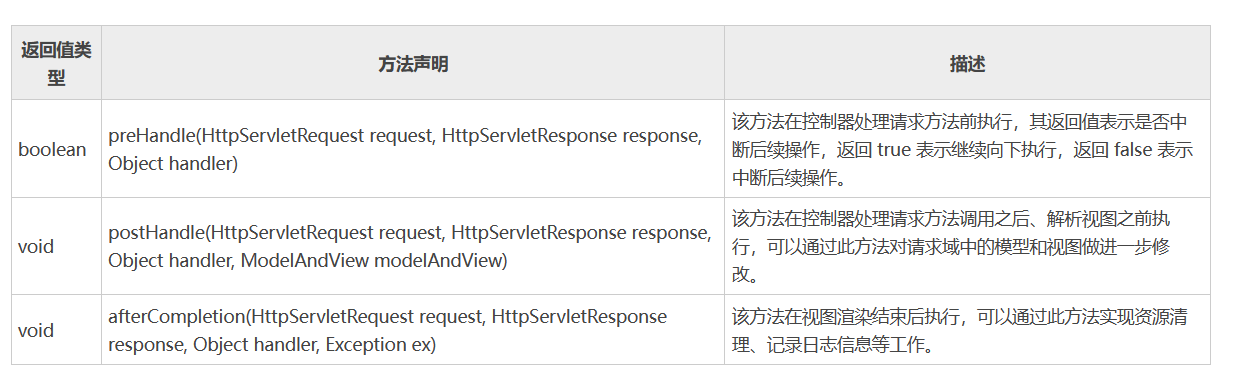 返回值类
型
方法声明
描述
boolean
preHandle(HttpServletRequest request, HttpServletResponse response,
Object handler)
该方法在控制器处理请求方法前执行，其返回值表示是否中
断后续操作，返回 true 表示继续向下执行，返回 false 表示
中断后续操作。
void
postHandle(HttpServletRequest request, HttpServletResponse response,
Object handler, ModelAndView modelAndView)
该方法在控制器处理请求方法调用之后、解析视图之前执
行，可以通过此方法对请求域中的模型和视图做进一步修
改。
void
afterCompletion(HttpServletRequest request, HttpServletResponse
response, Object handler, Exception ex)
该方法在视图渲染结束后执行，可以通过此方法实现资源清
理、记录日志信息等工作。